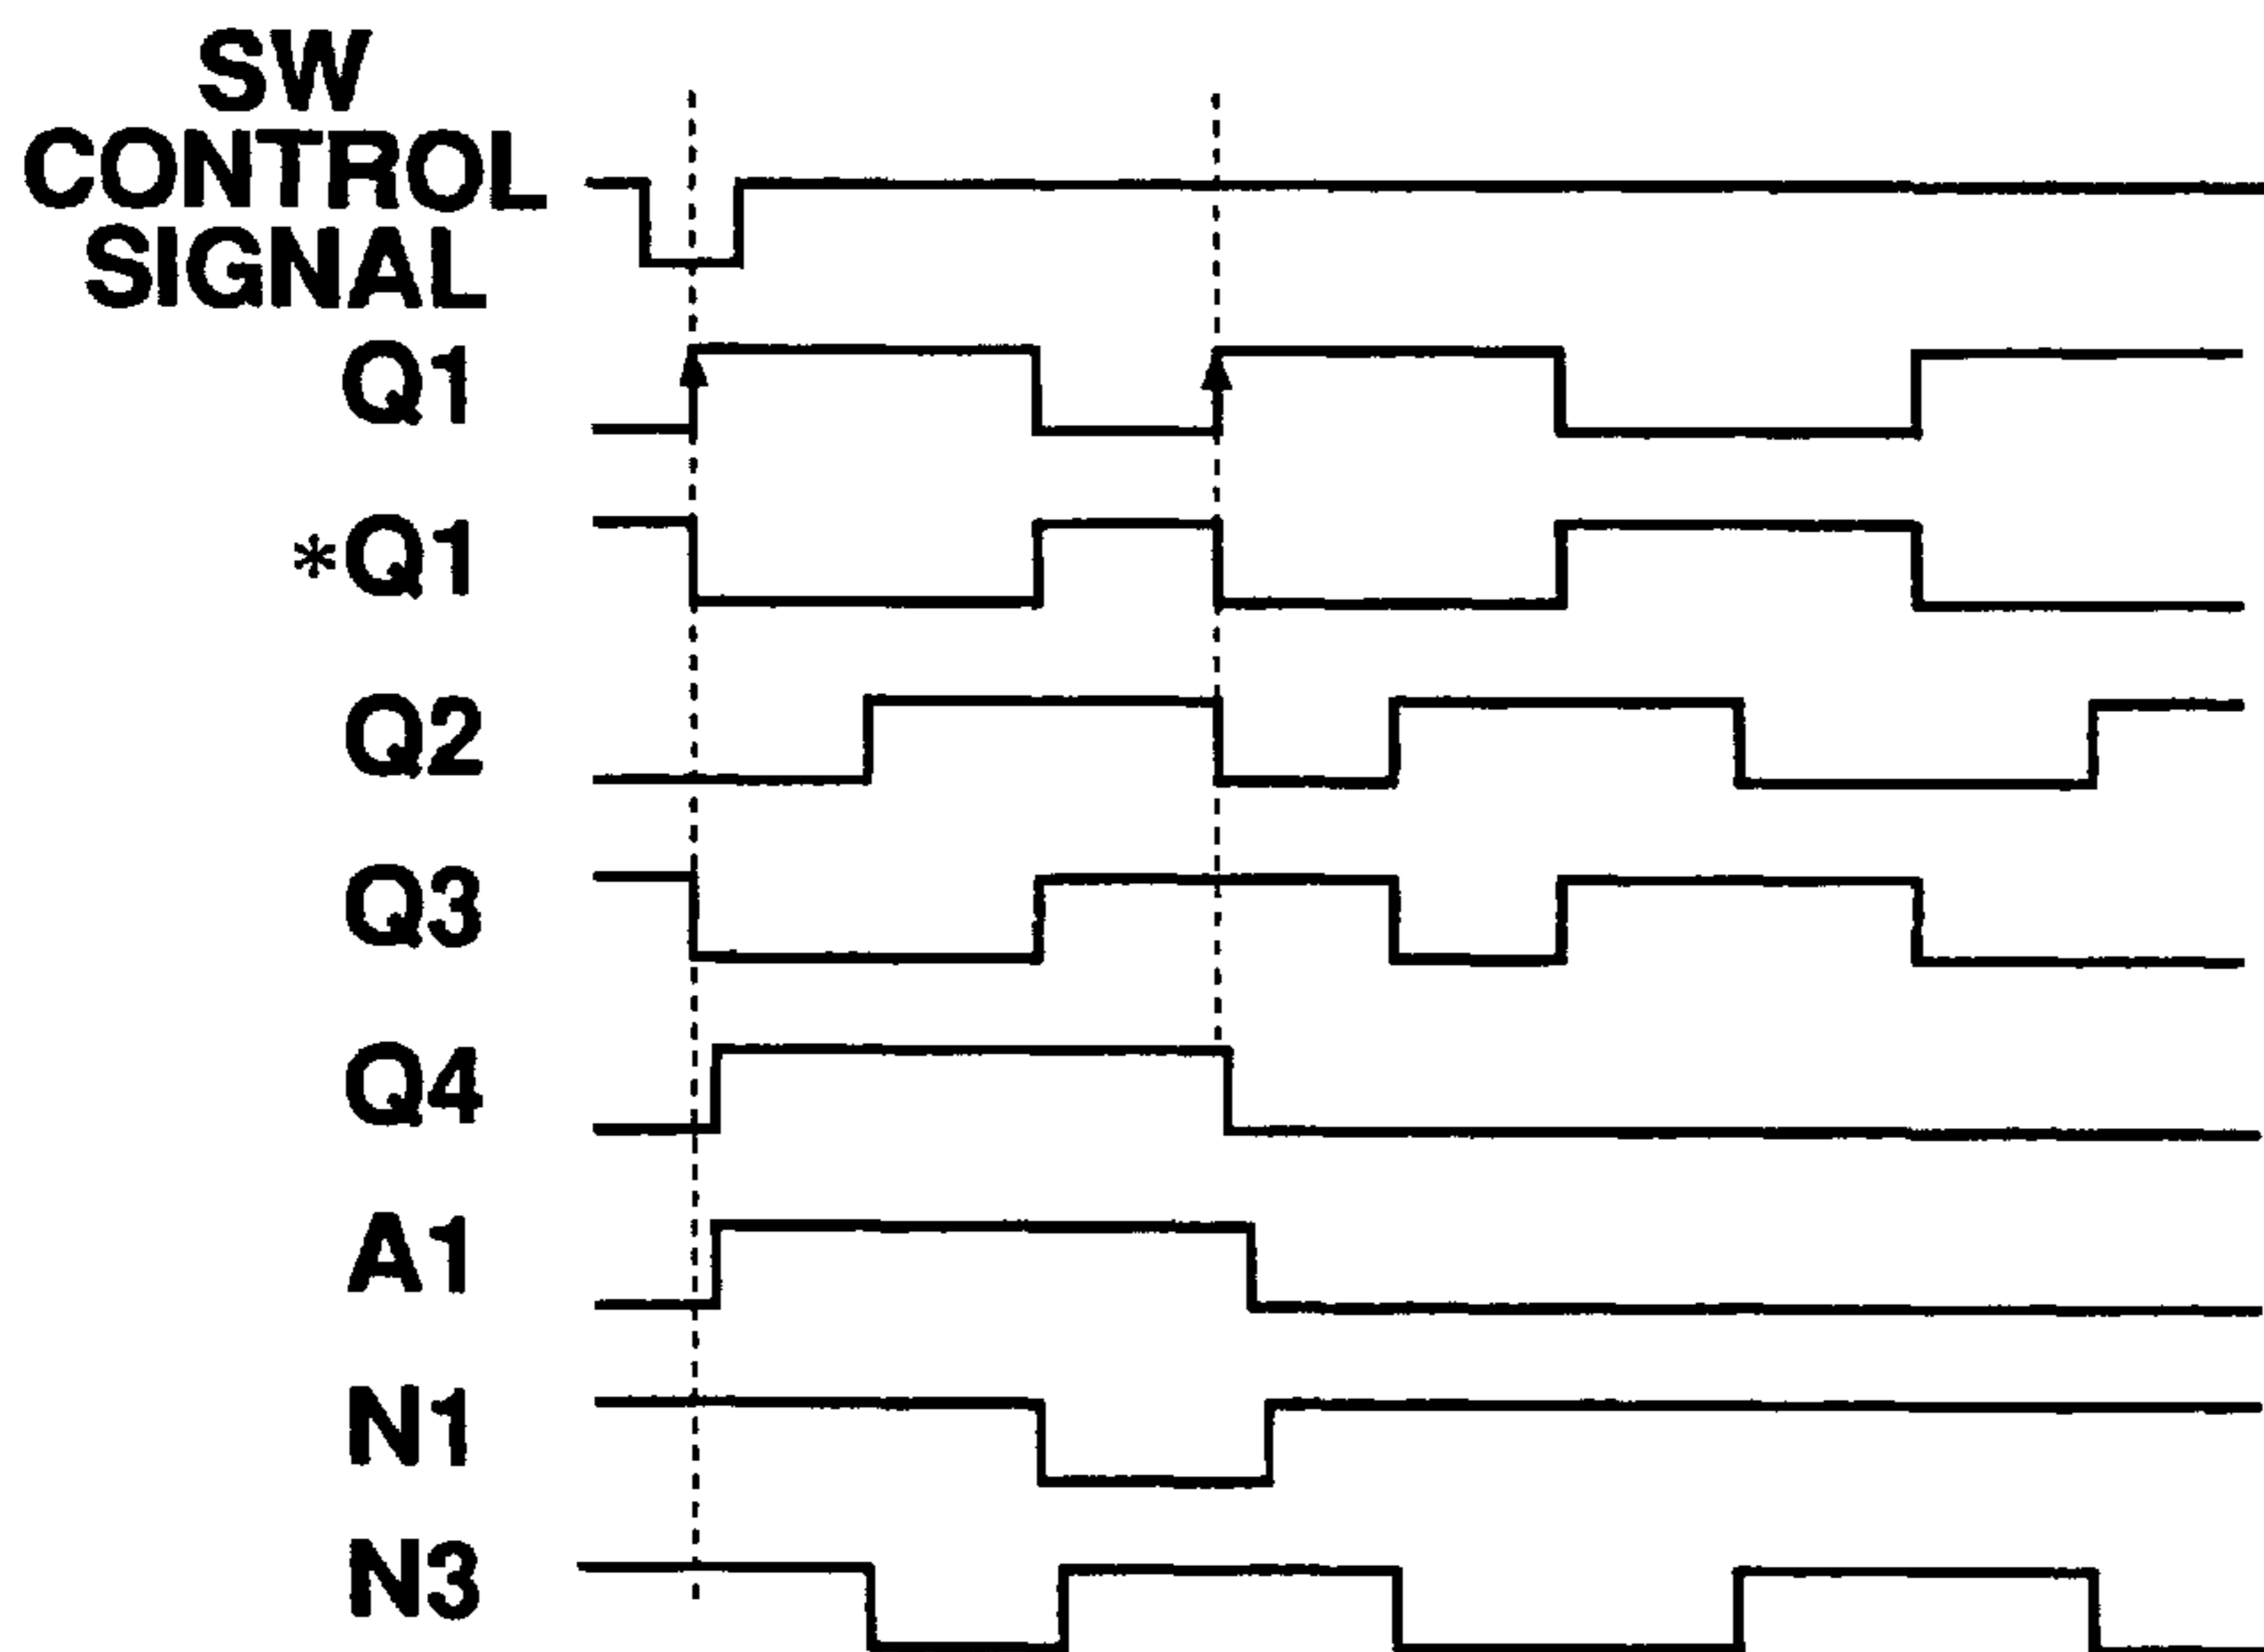 SW
CONTROL
SIGNAL
Q1
*Q1
Q2
Q3
Q4
A1
N1
N3